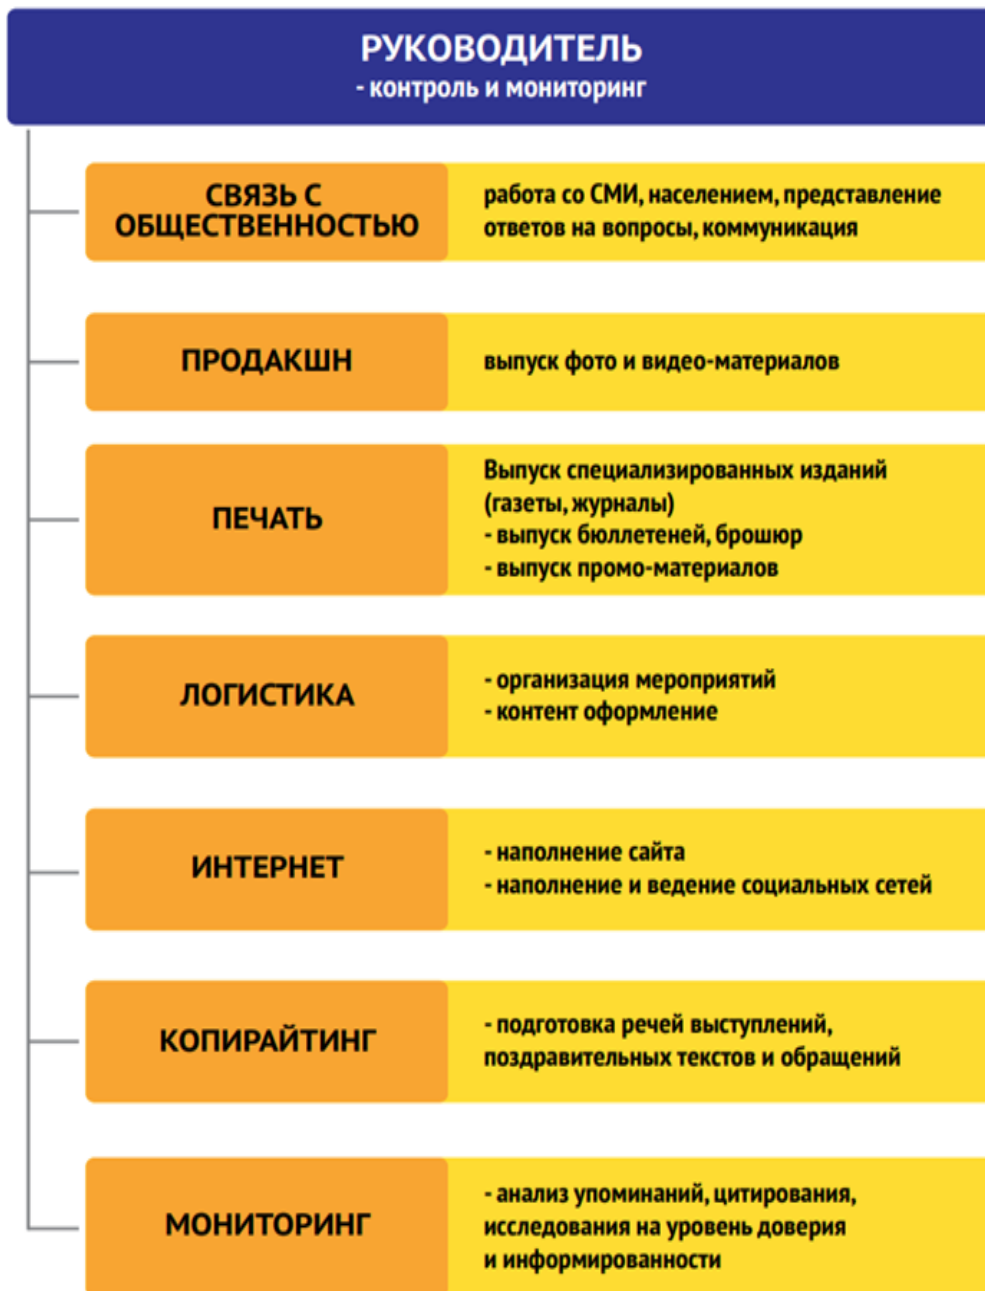 РУКОВОДИТЕЛЬ
- контроль и мониторинг
СВЯЗЬ С
ОБЩЕСТВЕННОСТЬЮ
работа со СМИ, населением, представление
ответов на вопросы, коммуникация
ПРОДАКШН
выпуск фото и видео-материалов
ПЕЧАТЬ
Выпуск специализированных изданий
(газеты, журналы)
- выпуск бюллетеней, брошюр
- выпуск промо-материалов
ЛОГИСТИКА
- организация мероприятий
- контент оформление
ИНТЕРНЕТ
- наполнение сайта
- наполнение и ведение социальных сетей
КОПИРАЙТИНГ
- подготовка речей выступлений,
поздравительных текстов и обращений
МОНИТОРИНГ
- анализ упоминаний, цитирования,
исследования на уровень доверия
и информированности